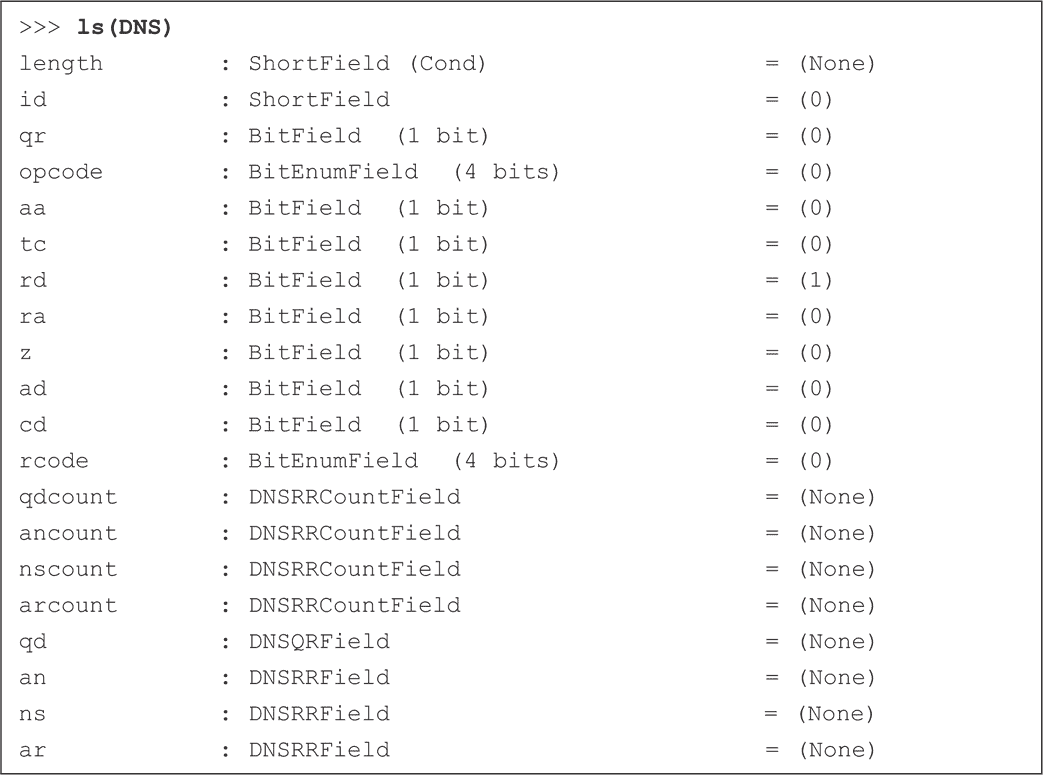 >>> ls(DNS)
length : ShortField (Cond) = (None)
id : ShortField = (0)
qr : BitField (1 bit) = (0)
opcode : BitEnumField (4 bits) = (0)
aa : BitField (1 bit) = (0)
tc : BitField (1 bit) = (0)
rd : BitField (1 bit) = (1)
ra : BitField (1 bit) = (0)
z : BitField (1 bit) = (0)
ad : BitField (1 bit) = (0)
cd : BitField (1 bit) = (0)
rcode : BitEnumField (4 bits) = (0)
qdcount : DNSRRCountField = (None)
ancount : DNSRRCountField = (None)
nscount : DNSRRCountField = (None)
arcount : DNSRRCountField = (None)
qd : DNSQRField = (None)
an : DNSRRField = (None)
ns : DNSRRField = (None)
ar : DNSRRField = (None)